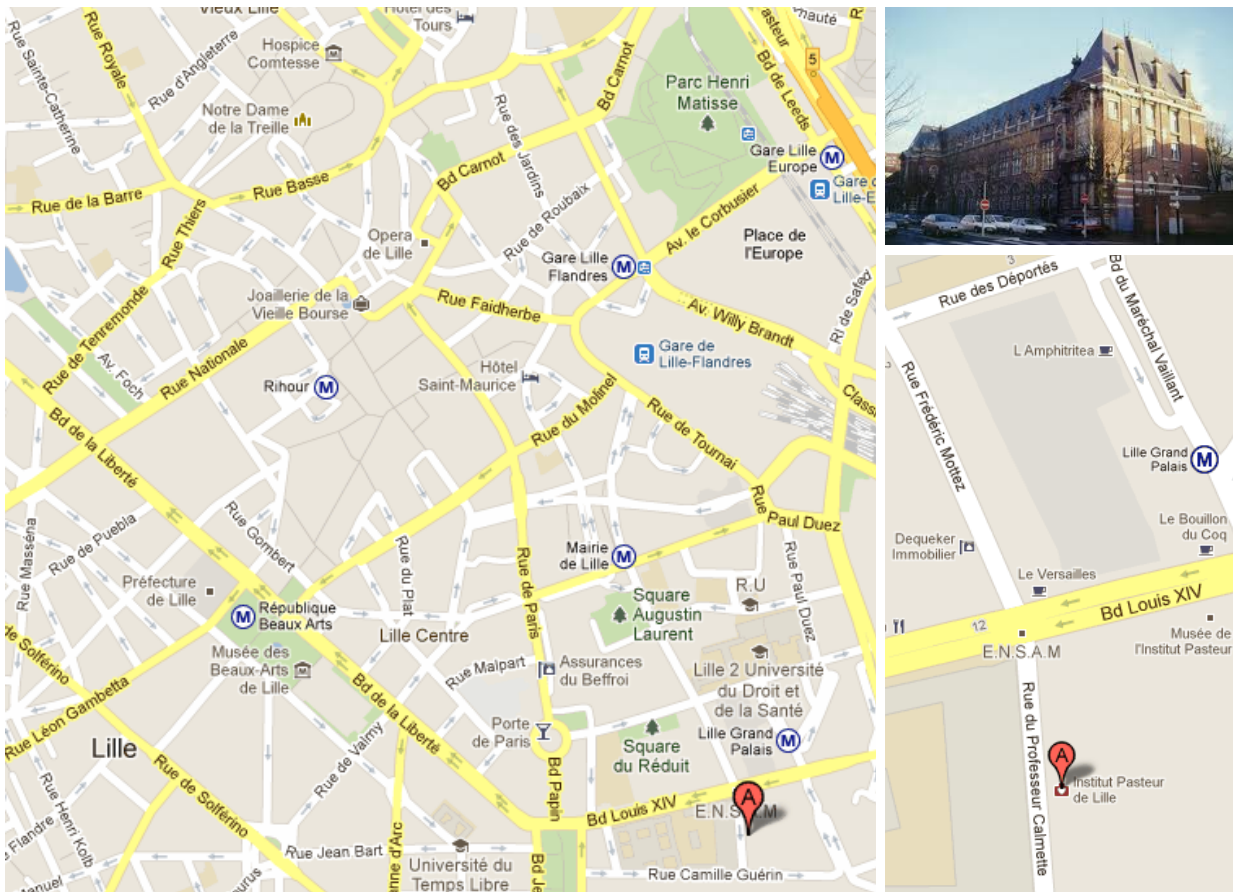 Vieux Lille
Hôtel des
Tours
Hospice
Comtesse
Rue Royale
Rue Sainte-Catherine
Rue d'Angleterre
Notre Dame
de la Treille
Bd Carnot
Parc Henri
Matisse
5
Bd de Leeds
Rue des Jardins
Gare Lille
Europe
M
Bd Carnot
Rue de la Barre
Rue Basse
Rue Thiers
Rue de Roubaix
Opera
de Lille
Gare Lille
Flandres
M
Av. le Corbusier
Place de
l'Europe
Joaillerie de la
Vieille Bourse
Rue Faidherbe
Av. Willy Brandt
Rue de Tenremonde
Av. Foch
Rue Nationale
Gare de
Lille-Flandres
Hôtel
Saint-Maurice
Rihour
M
Bd de la Liberté
Rue du Molinel
Rue de Tournai
Rue Masséna
Rue de Puebla
Rue Gombert
Rue Paul Duez
Mairie
de Lille
M
Rue du Plat
Rue de Paris
Préfecture
de Lille
M
République
Beaux Arts
Lille Centre
R.U
Rue Paul Duez
Square
Augustin
Laurent
Musée des
Beaux-Arts
de Lille
Rue Malpart
Assurances
du Beffroi
Lille 2 Université
du Droit et
de la Santé
Rue Léon Gambetta
Bd de la Liberté
Porte
de Paris
Lille Grand
Palais
M
Lille
Rue de Valmy
Square
du Réduit
Rue de Solférino
Bd Papin
Bd Louis XIV
E.N.S.A.M
A
Rue Henri Kolb
Rue Jean Bart
Université du
Temps Libre
Rue Camille Guérin
3
Rue des Déportés
Bd du Maréchal Vaillant
L Amphitritea
Rue Frédéric Mottez
Lille Grand
Palais
M
Le Bouillon
du Coq
Dequeker
Immobilier
Le Versailles
Bd Louis XIV
12
E.N.S.A.M
Musée de
l'Institut Pasteur
Rue du Professeur Calmette
A
Institut Pasteur
de Lille